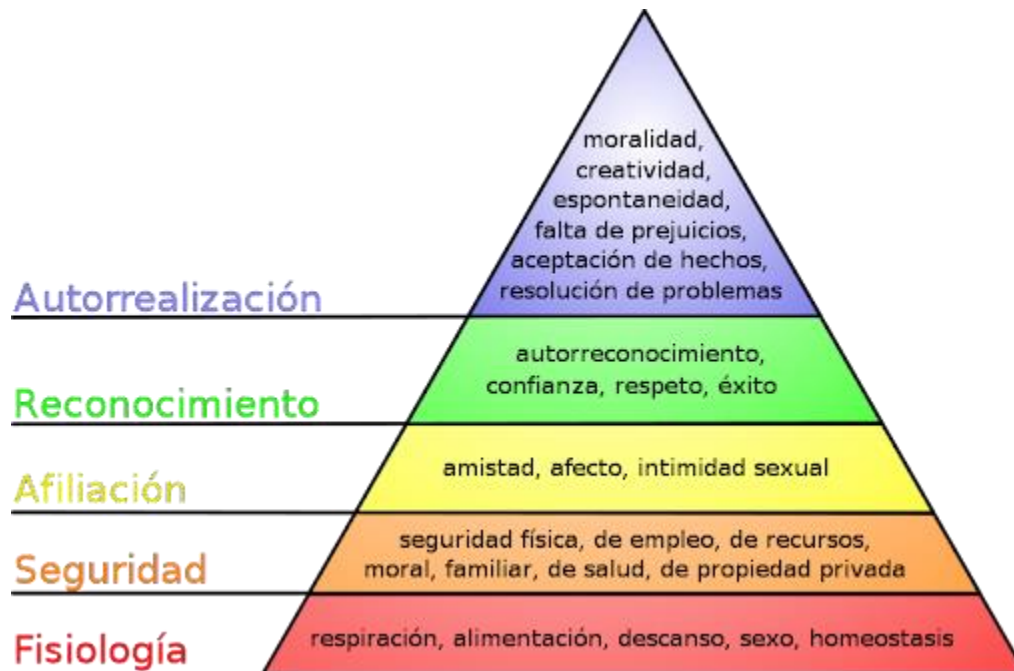 moralidad,
creatividad,
espontaneidad,
falta de prejuicios,
aceptación de hechos,
resolución de problemas
Autorrealización
autorreconocimiento,
confianza, respeto, éxito
Reconocimiento
amistad, afecto, intimidad sexual
Afiliación
seguridad física, de empleo, de recursos,
moral, familiar, de salud, de propiedad privada
Seguridad
respiración, alimentación, descanso, sexo, homeostasis
Fisiología